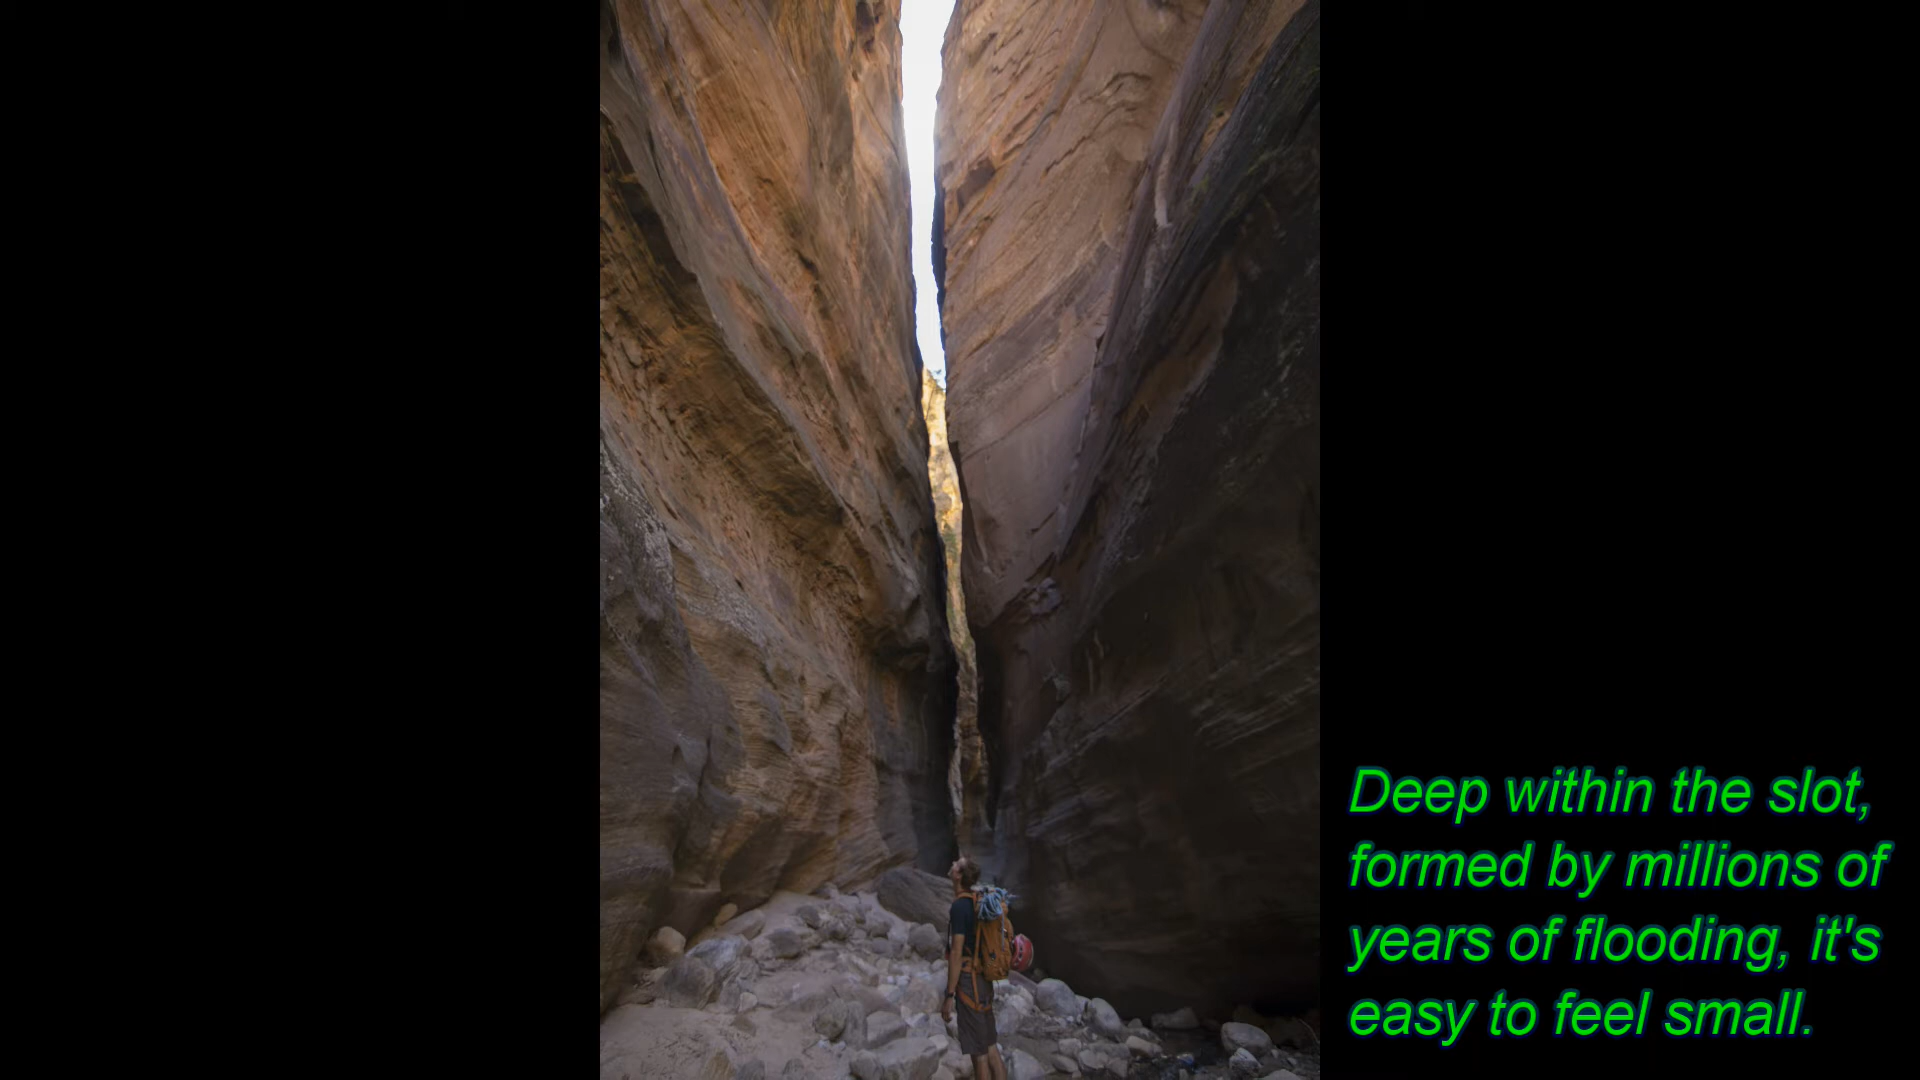 Deep within the slot,
formed by millions of
years of flooding, it's
easy to feel small.